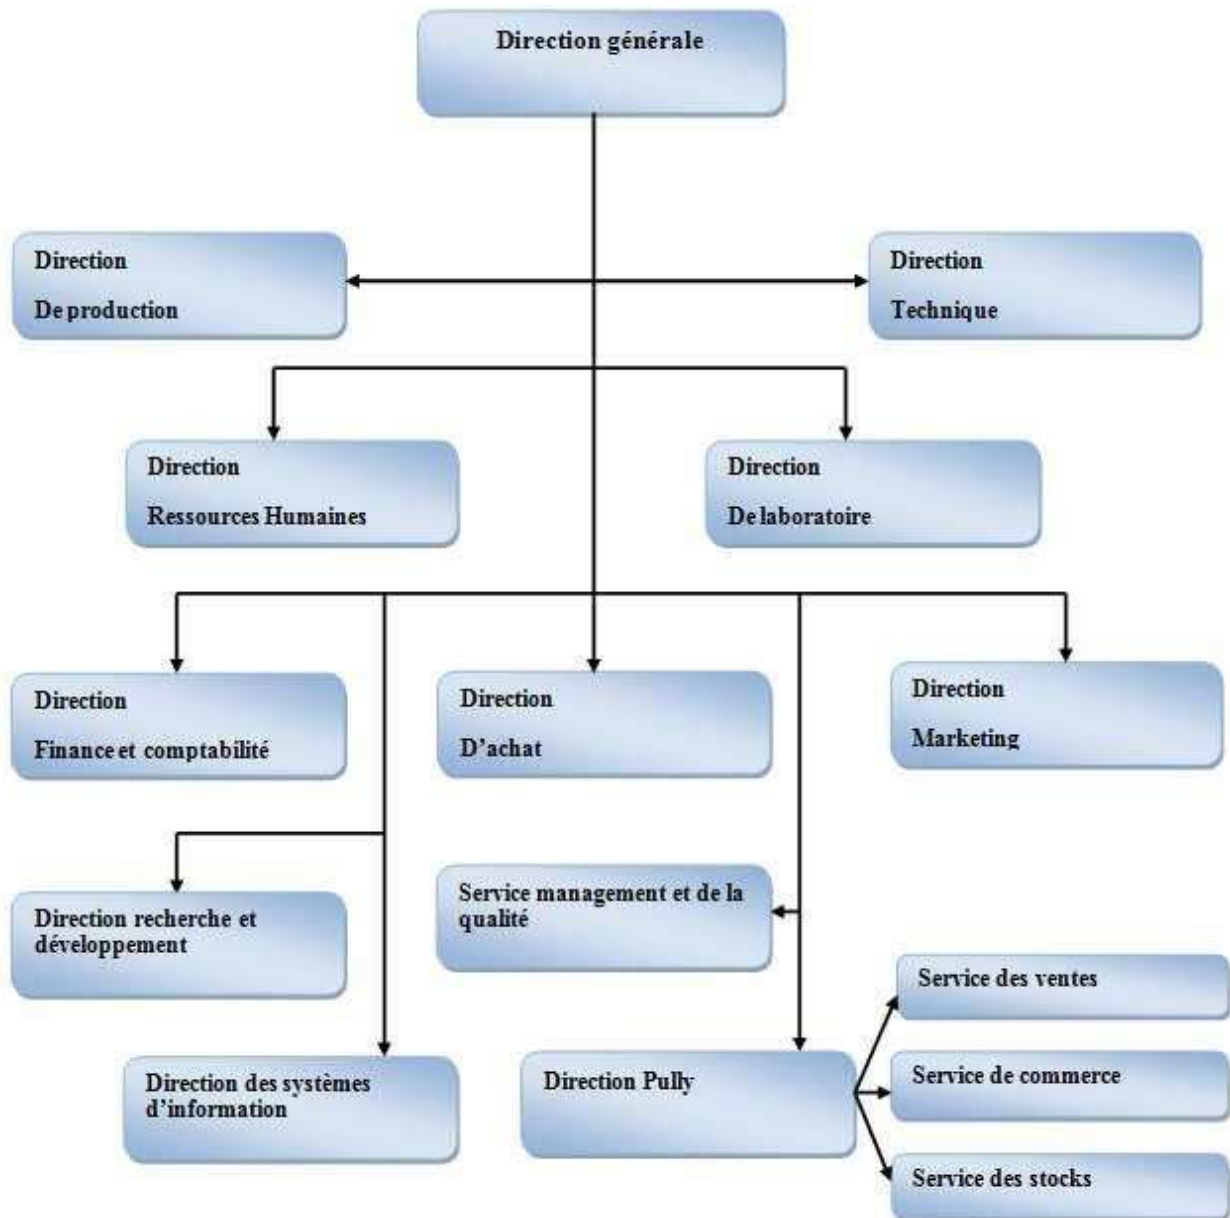 Direction générale
Direction
De production
Direction
Technique
Direction
Ressources Humaines
Direction
De laboratoire
Direction
Finance et comptabilité
Direction
D'achat
Direction
Marketing
Direction recherche et
développement
Service management et de la
qualité
Service des ventes
Direction des systèmes
d'information
Direction Pully
Service de commerce
Service des stocks